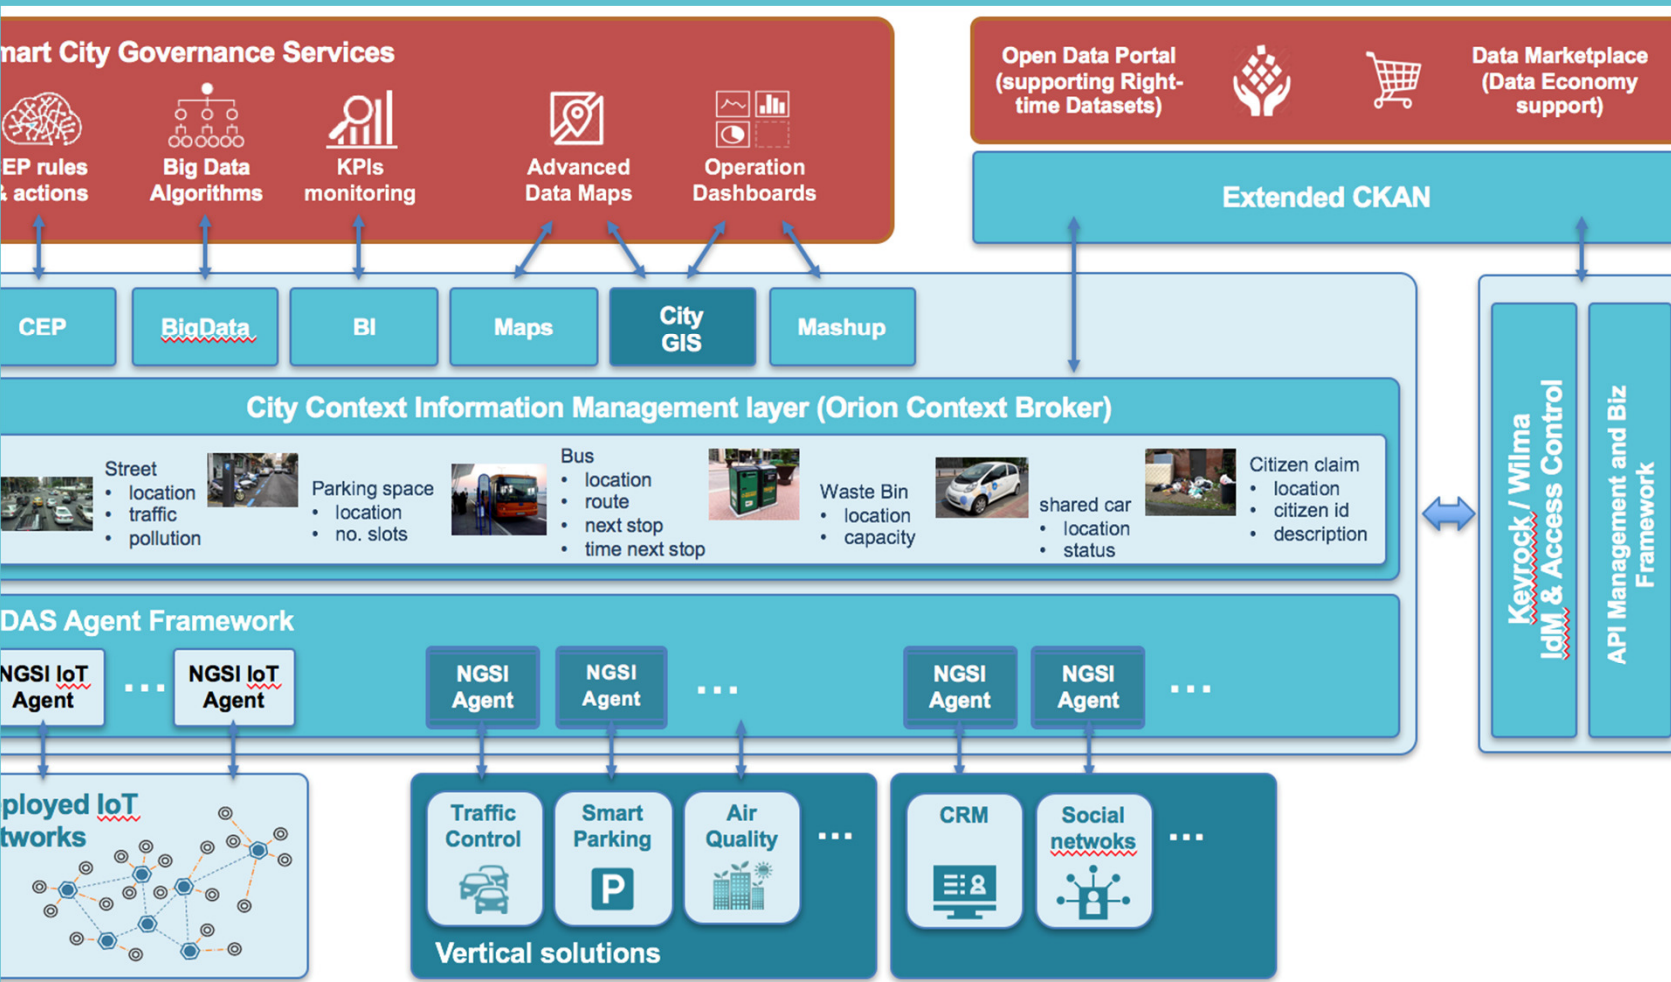 mart City Governance Services
EP rules
& actions
Big Data
Algorithms
KPIs
monitoring
Advanced
Data Maps
Operation
Dashboards
Open Data Portal
(supporting Right-
time Datasets)
Data Marketplace
(Data Economy
support)
Extended CKAN
CEP
BigData
BI
Maps
City
GIS
Mashup
City Context Information Management layer (Orion Context Broker)
Street
• location
• traffic
• pollution
Parking space
• location
• no. slots
Bus
• location
• route
• next stop
• time next stop
Waste Bin
• location
• capacity
shared car
• location
• status
Citizen claim
• location
• citizen id
• description
Keyrock / Wilma
IdM & Access Control
API Management and Biz
Framework
DAS Agent Framework
NGSI IoT
Agent
...
NGSI IoT
Agent
NGSI
Agent
NGSI
Agent
...
NGSI
Agent
NGSI
Agent
...
ployed IoT
tworks
Traffic
Control
Smart
Parking
P
Air
Quality
...
Vertical solutions
CRM
Social
netwoks
...